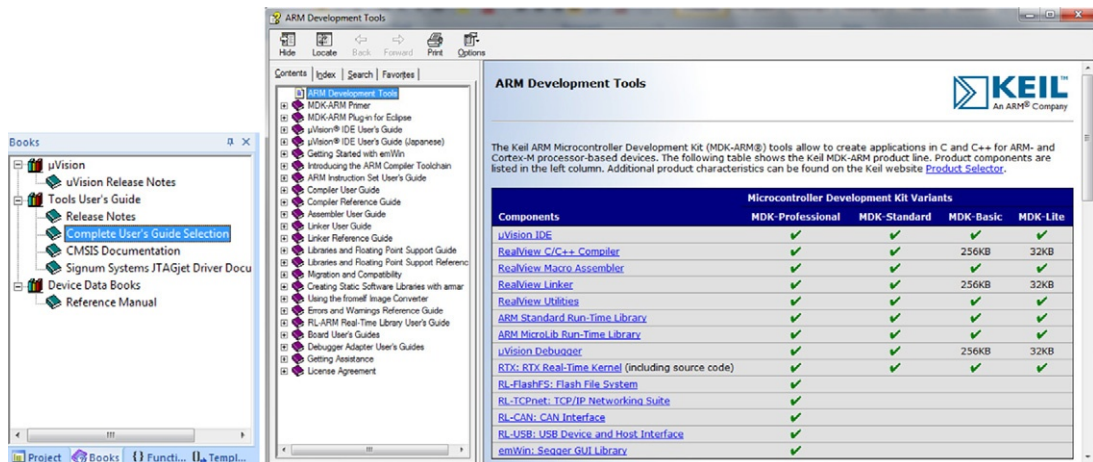 Books
µVision
uVision Release Notes
Tools User's Guide
Release Notes
Complete User's Guide Selection
CMSIS Documentation
Signum Systems JTAGjet Driver Docu
Device Data Books
Reference Manual
Project Books {} Functi... 0 Templ...
ARM Development Tools
Hide Locate Back Forward Print Options
Contents Index Search Favorites
ARM Development Tools
MDK-ARM Primer
MDK-ARM Plug-in for Eclipse
µVision® IDE User's Guide
µVision® IDE User's Guide (Japanese)
Getting Started with emWin
Introducing the ARM Compiler Toolchain
ARM Instruction Set User's Guide
Compiler User Guide
Compiler Reference Guide
Assembler User Guide
Linker User Guide
Linker Reference Guide
Libraries and Floating Point Support Guide
Libraries and Floating Point Support Referenc
Migration and Compatibility
Creating Static Software Libraries with armar
Using the fromelf Image Converter
Errors and Warnings Reference Guide
RL-ARM Real-Time Library User's Guide
Board User's Guides
Debugger Adapter User's Guides
Getting Assistance
License Agreement
ARM Development Tools
KEIL™
An ARM® Company
The Keil ARM Microcontroller Development Kit (MDK-ARM®) tools allow to create applications in C and C++ for ARM- and
Cortex-M processor-based devices. The following table shows the Keil MDK-ARM product line. Product components are
listed in the left column. Additional product characteristics can be found on the Keil website Product Selector.
Microcontroller Development Kit Variants
Components MDK-Professional MDK-Standard MDK-Basic MDK-Lite
µVision IDE ✔ ✔ ✔ ✔
RealView C/C++ Compiler ✔ ✔ 256KB 32KB
RealView Macro Assembler ✔ ✔ ✔ ✔
RealView Linker ✔ ✔ 256KB 32KB
RealView Utilities ✔ ✔ ✔ ✔
ARM Standard Run-Time Library ✔ ✔ ✔ ✔
ARM MicroLib Run-Time Library ✔ ✔ ✔ ✔
µVision Debugger ✔ ✔ 256KB 32KB
RTX: RTX Real-Time Kernel (including source code) ✔ ✔ ✔ ✔
RL-FlashFS: Flash File System ✔
RL-TCPnet: TCP/IP Networking Suite ✔
RL-CAN: CAN Interface ✔
RL-USB: USB Device and Host Interface ✔
emWin: Segger GUI Library ✔